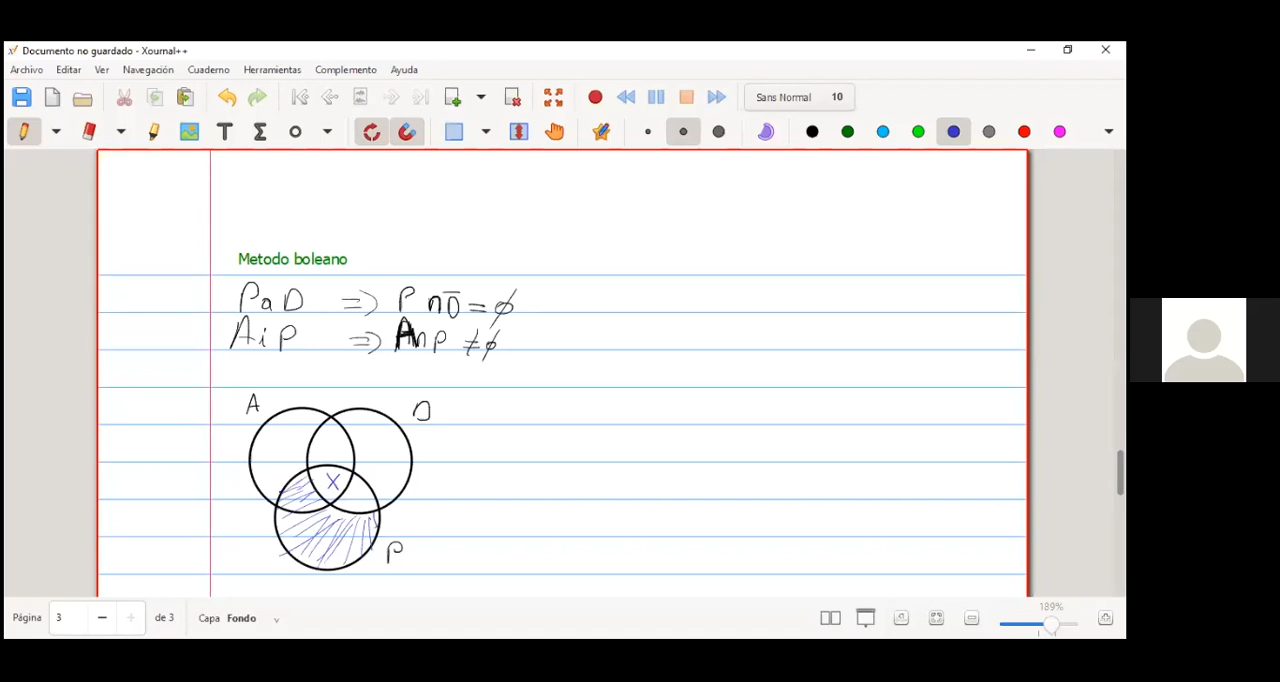 Documento no guardado - Xournal++
Archivo Editar Ver Navegación Cuaderno Herramientas Complemento Ayuda
Sans Normal 10
Metodo boleano
PaD => P ∩ D̅ = ∅
AiP => A∩P ≠ ∅
A D
X
P
Página 3 de 3 Capa Fondo 189%